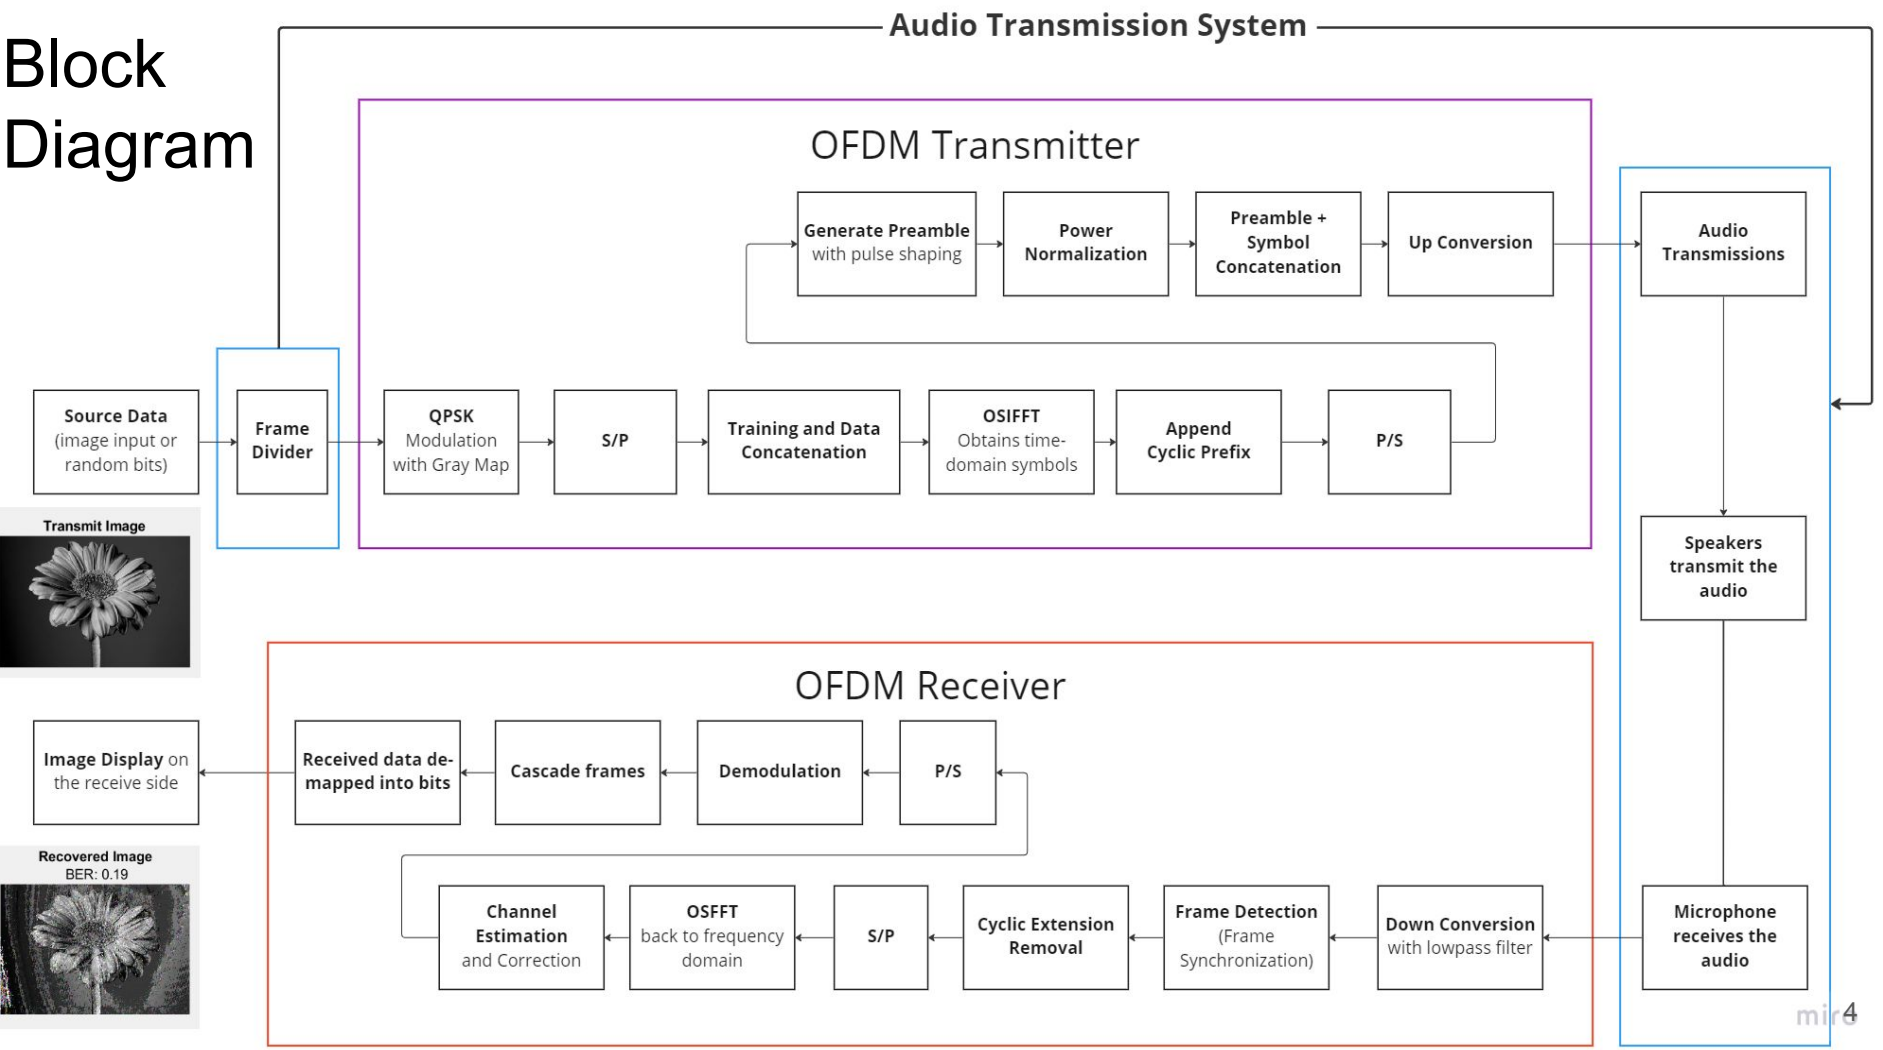 Block
Diagram
Audio Transmission System
OFDM Transmitter
Generate Preamble
with pulse shaping
Power
Normalization
Preamble +
Symbol
Concatenation
Up Conversion
Audio
Transmissions
Source Data
(image input or
random bits)
Frame
Divider
QPSK
Modulation
with Gray Map
S/P
Training and Data
Concatenation
OSIFFT
Obtains time-
domain symbols
Append
Cyclic Prefix
P/S
Transmit Image
Speakers
transmit the
audio
OFDM Receiver
Image Display on
the receive side
Received data de-
mapped into bits
Cascade frames
Demodulation
P/S
Recovered Image
BER: 0.19
Channel
Estimation
and Correction
OSFFT
back to frequency
domain
S/P
Cyclic Extension
Removal
Frame Detection
(Frame
Synchronization)
Down Conversion
with lowpass filter
Microphone
receives the
audio
miro
4